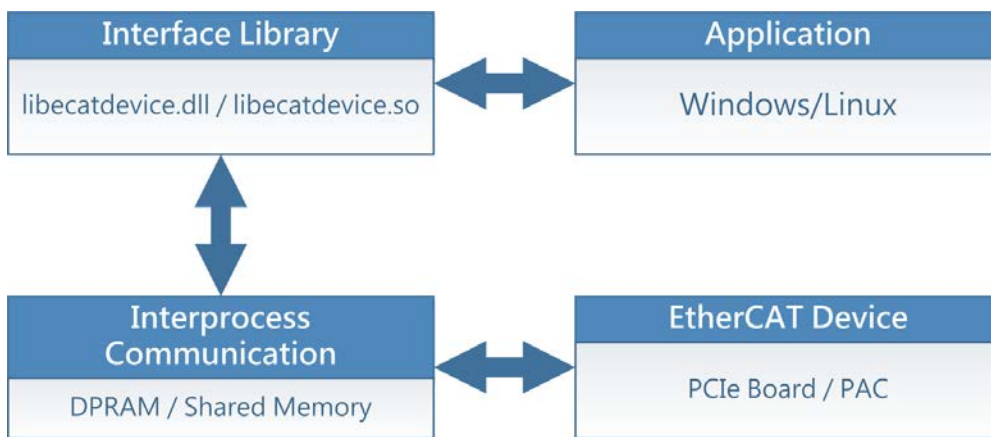 Interface Library
libecatdevice.dll / libecatdevice.so
Application
Windows/Linux
Interprocess
Communication
DPRAM / Shared Memory
EtherCAT Device
PCIe Board / PAC